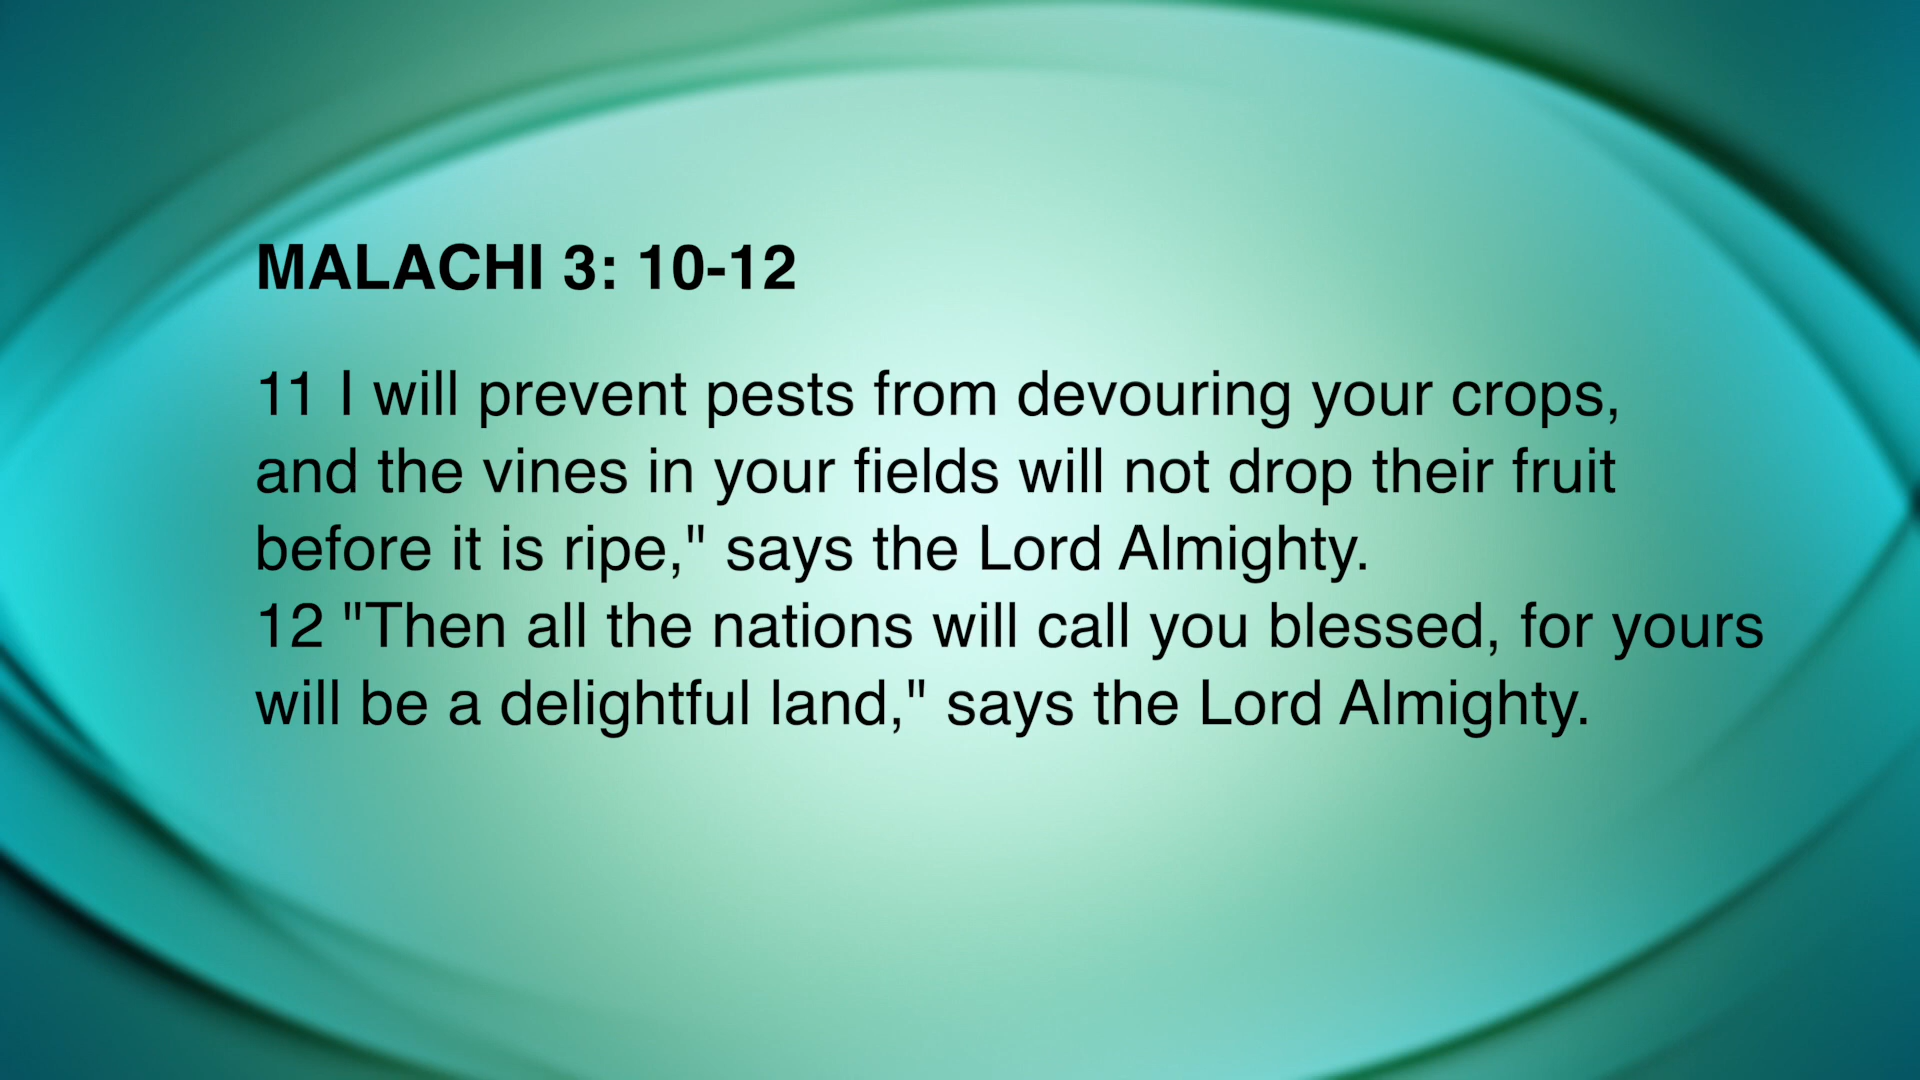 MALACHI 3: 10-12
11 I will prevent pests from devouring your crops,
and the vines in your fields will not drop their fruit
before it is ripe," says the Lord Almighty.
12 "Then all the nations will call you blessed, for yours
will be a delightful land," says the Lord Almighty.